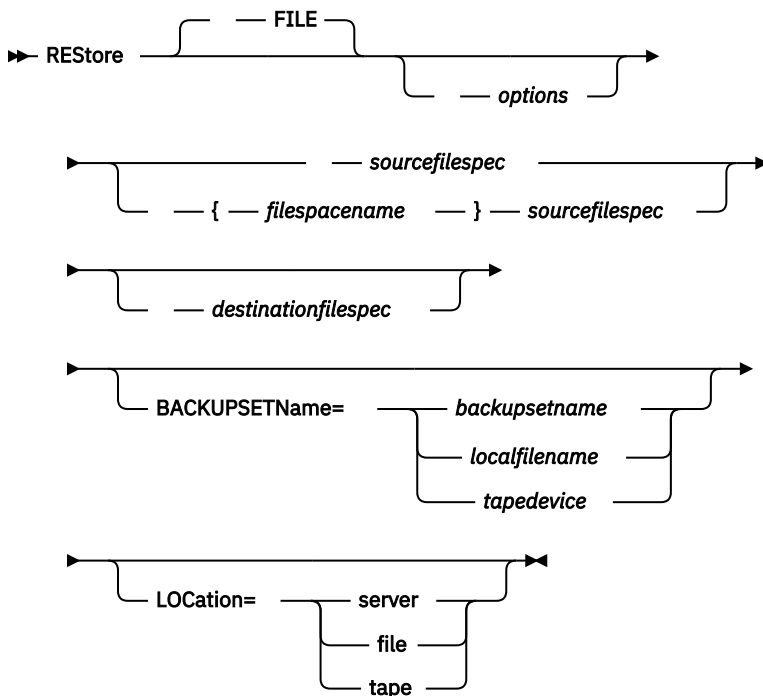 FILE
REStore
options
sourcefilespec
{ filespacename } sourcefilespec
destinationfilespec
BACKUPSETName= backupsetname
localfilename
tapedevice
LOCation= server
file
tape